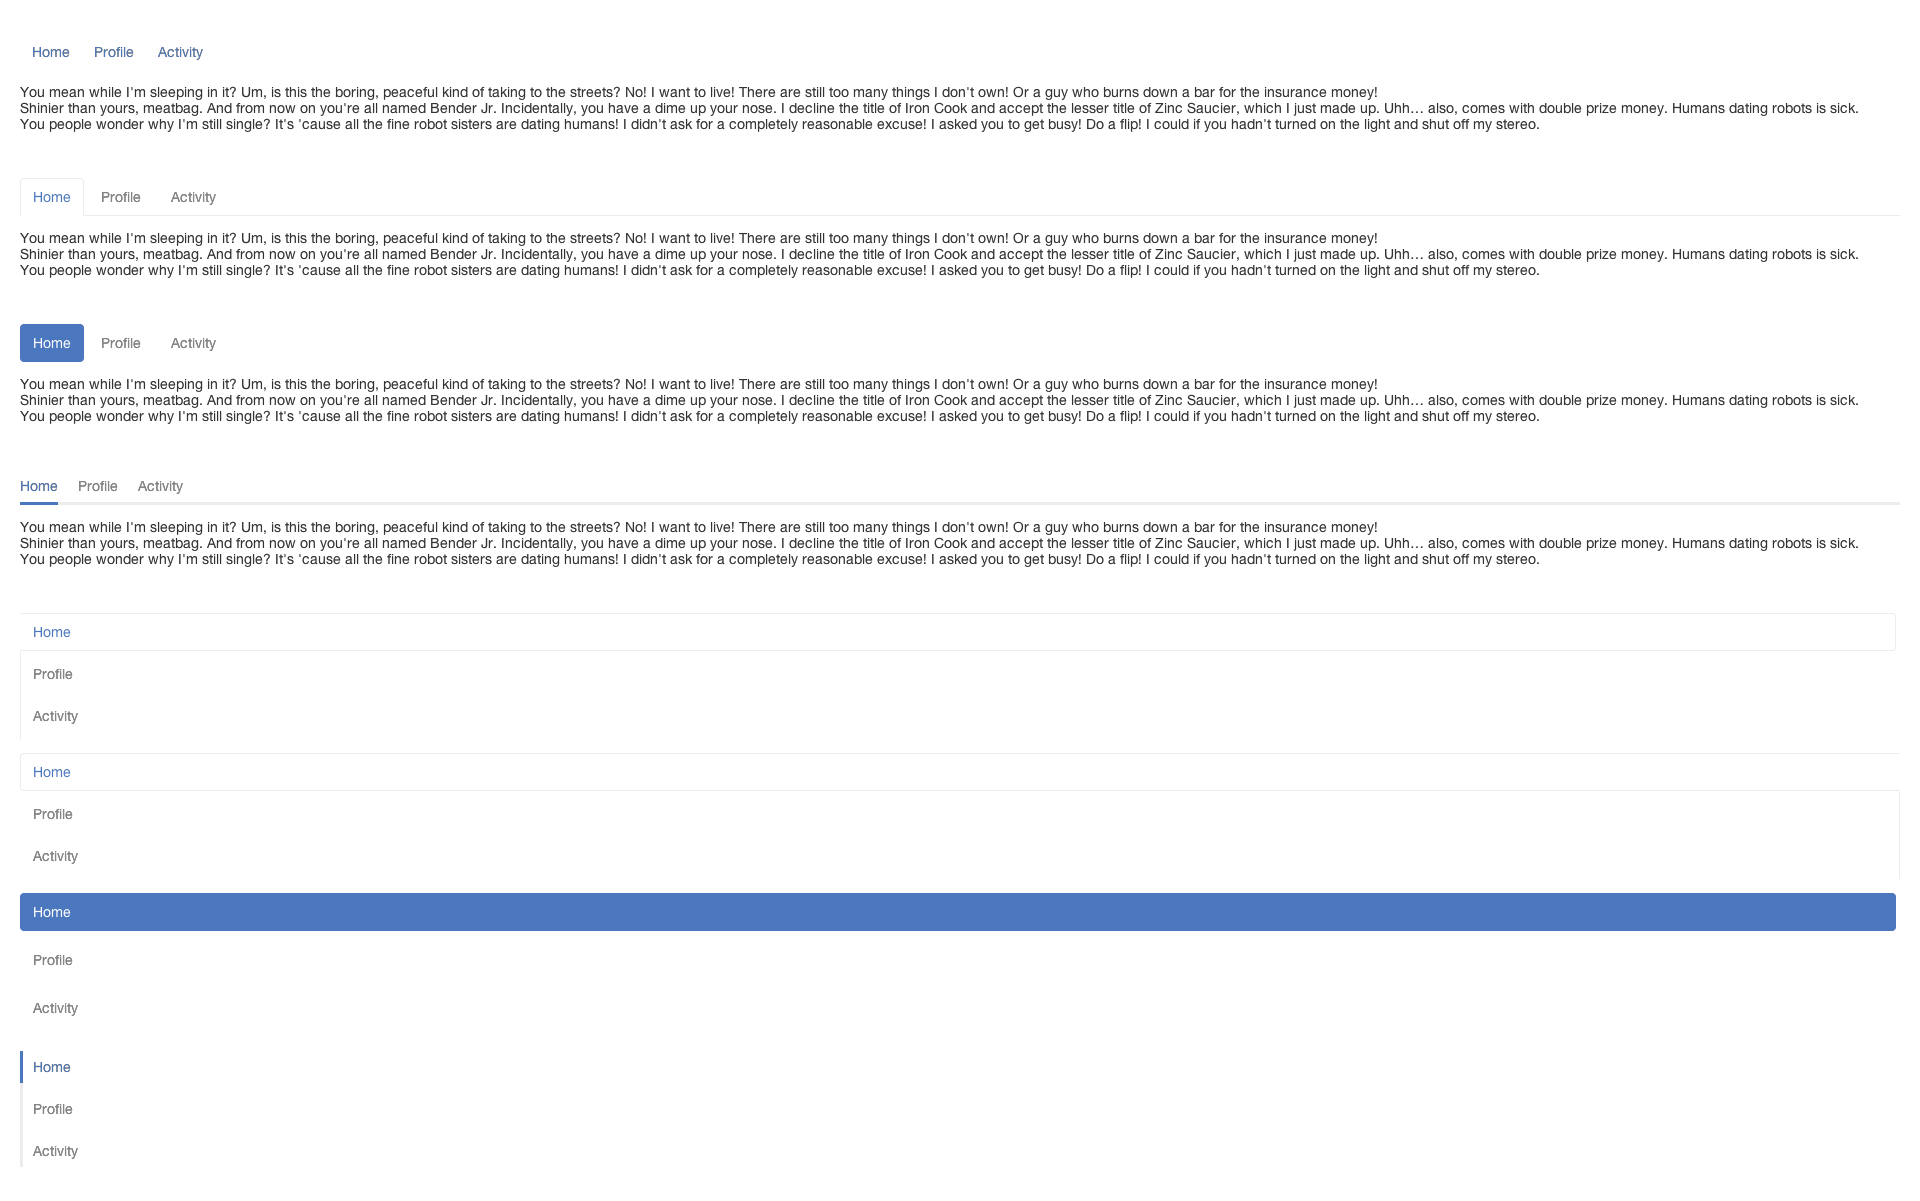 Home Profile Activity
You mean while I'm sleeping in it? Um, is this the boring, peaceful kind of taking to the streets? No! I want to live! There are still too many things I don't own! Or a guy who burns down a bar for the insurance money!
Shinier than yours, meatbag. And from now on you're all named Bender Jr. Incidentally, you have a dime up your nose. I decline the title of Iron Cook and accept the lesser title of Zinc Saucier, which I just made up. Uhh… also, comes with double prize money. Humans dating robots is sick.
You people wonder why I'm still single? It's 'cause all the fine robot sisters are dating humans! I didn't ask for a completely reasonable excuse! I asked you to get busy! Do a flip! I could if you hadn't turned on the light and shut off my stereo.
Home Profile Activity
You mean while I'm sleeping in it? Um, is this the boring, peaceful kind of taking to the streets? No! I want to live! There are still too many things I don't own! Or a guy who burns down a bar for the insurance money!
Shinier than yours, meatbag. And from now on you're all named Bender Jr. Incidentally, you have a dime up your nose. I decline the title of Iron Cook and accept the lesser title of Zinc Saucier, which I just made up. Uhh… also, comes with double prize money. Humans dating robots is sick.
You people wonder why I'm still single? It's 'cause all the fine robot sisters are dating humans! I didn't ask for a completely reasonable excuse! I asked you to get busy! Do a flip! I could if you hadn't turned on the light and shut off my stereo.
Home Profile Activity
You mean while I'm sleeping in it? Um, is this the boring, peaceful kind of taking to the streets? No! I want to live! There are still too many things I don't own! Or a guy who burns down a bar for the insurance money!
Shinier than yours, meatbag. And from now on you're all named Bender Jr. Incidentally, you have a dime up your nose. I decline the title of Iron Cook and accept the lesser title of Zinc Saucier, which I just made up. Uhh… also, comes with double prize money. Humans dating robots is sick.
You people wonder why I'm still single? It's 'cause all the fine robot sisters are dating humans! I didn't ask for a completely reasonable excuse! I asked you to get busy! Do a flip! I could if you hadn't turned on the light and shut off my stereo.
Home Profile Activity
You mean while I'm sleeping in it? Um, is this the boring, peaceful kind of taking to the streets? No! I want to live! There are still too many things I don't own! Or a guy who burns down a bar for the insurance money!
Shinier than yours, meatbag. And from now on you're all named Bender Jr. Incidentally, you have a dime up your nose. I decline the title of Iron Cook and accept the lesser title of Zinc Saucier, which I just made up. Uhh… also, comes with double prize money. Humans dating robots is sick.
You people wonder why I'm still single? It's 'cause all the fine robot sisters are dating humans! I didn't ask for a completely reasonable excuse! I asked you to get busy! Do a flip! I could if you hadn't turned on the light and shut off my stereo.
Home
Profile
Activity
Home
Profile
Activity
Home
Profile
Activity
Home
Profile
Activity